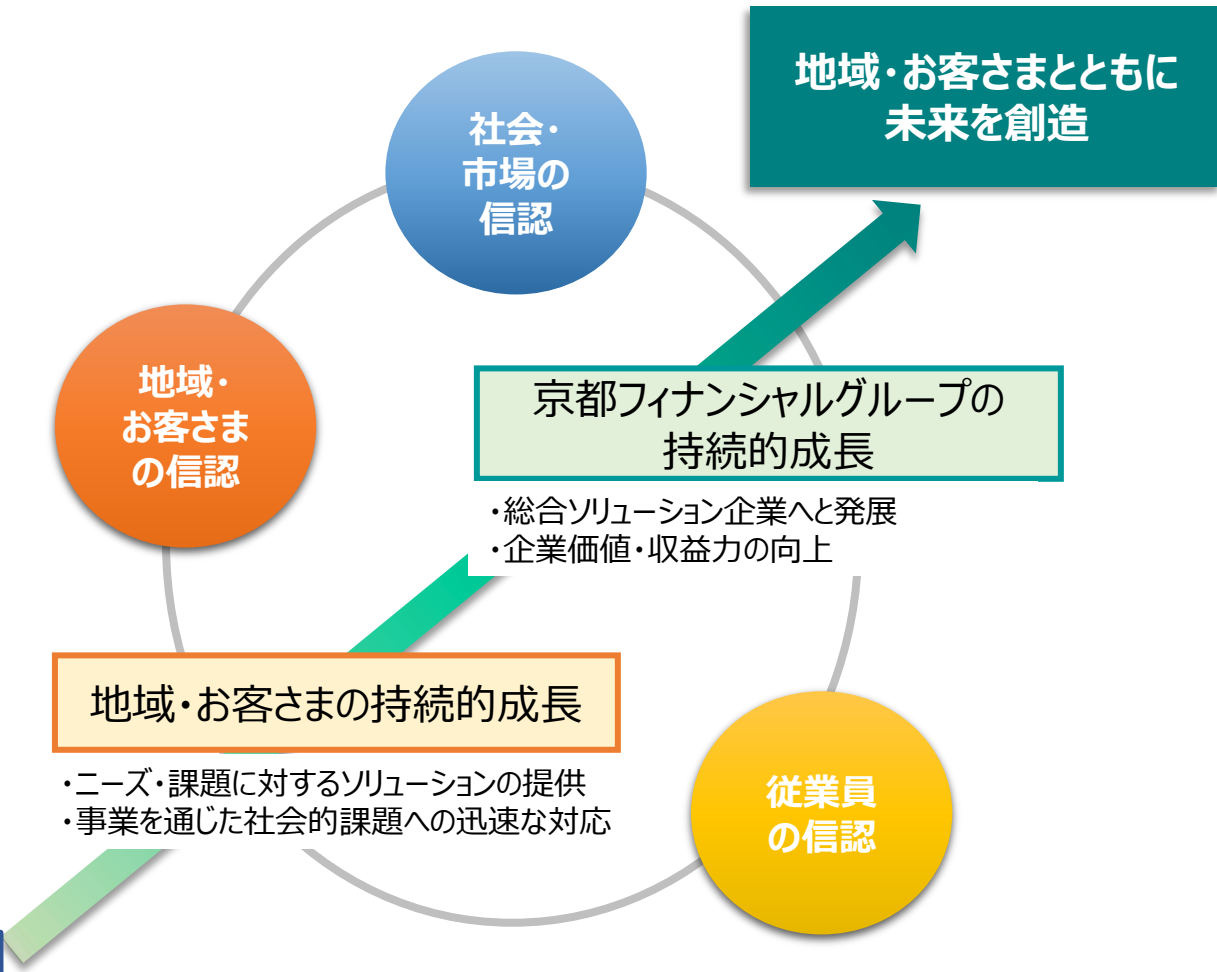 地域・お客さまとともに
未来を創造
社会・
市場の
信認
地域・
お客さま
の信認
京都フィナンシャルグループの
持続的成長
・総合ソリューション企業へと発展
・企業価値・収益力の向上
地域・お客さまの持続的成長
・ニーズ・課題に対するソリューションの提供
・事業を通じた社会的課題への迅速な対応
従業員
の信認